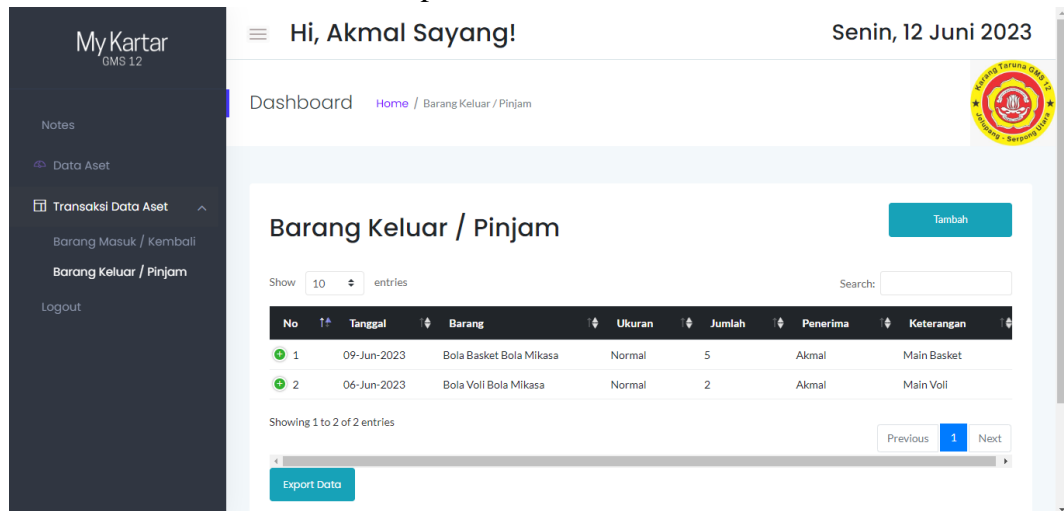 My Kartar
GMS 12
Hi, Akmal Sayang!
Senin, 12 Juni 2023
Dashboard
Home / Barang Keluar / Pinjam
Karang Taruna GMS 12
Jelupang - Serpong Utara
Notes
Data Aset
Transaksi Data Aset
Barang Masuk / Kembali
Barang Keluar / Pinjam
Logout
Barang Keluar / Pinjam
Tambah
Show 10 entries
Search:
No Tanggal Barang Ukuran Jumlah Penerima Keterangan
1 09-Jun-2023 Bola Basket Bola Mikasa Normal 5 Akmal Main Basket
2 06-Jun-2023 Bola Voli Bola Mikasa Normal 2 Akmal Main Voli
Showing 1 to 2 of 2 entries
Previous 1 Next
Export Data